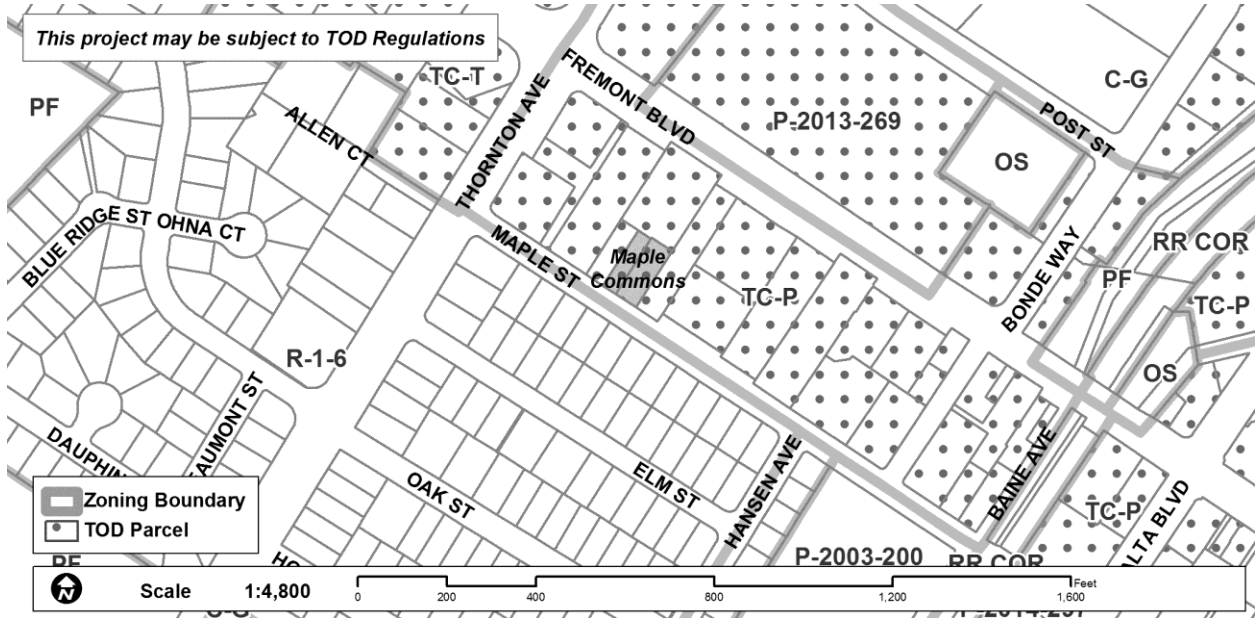 This project may be subject to TOD Regulations
TC-T
FREMONT BLVD
C-G
PF
THORNTON AVE
P-2013-269
POST ST
ALLEN CT
OS
BLUE RIDGE ST
OHNA CT
MAPLE ST
Maple
Commons
BONDE WAY
RR COR
PF
TC-P
TC-P
R-1-6
OS
AUMONT ST
DAUPHIN
ELM ST
OAK ST
HANSEN AVE
BAINE AVE
TC-P
ALTA BLVD
Zoning Boundary
TOD Parcel
P-2003-200
RR COR
PF
N
Scale 1:4,800
0 200 400 800 1,200 1,600
Feet